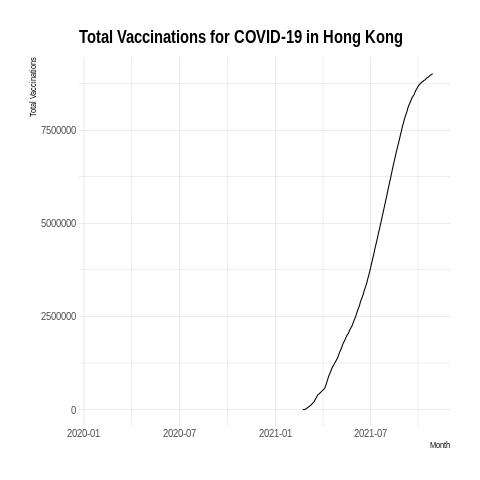 Total Vaccinations for COVID-19 in Hong Kong
Total Vaccinations
7500000
5000000
2500000
0
2020-01 2020-07 2021-01 2021-07
Month